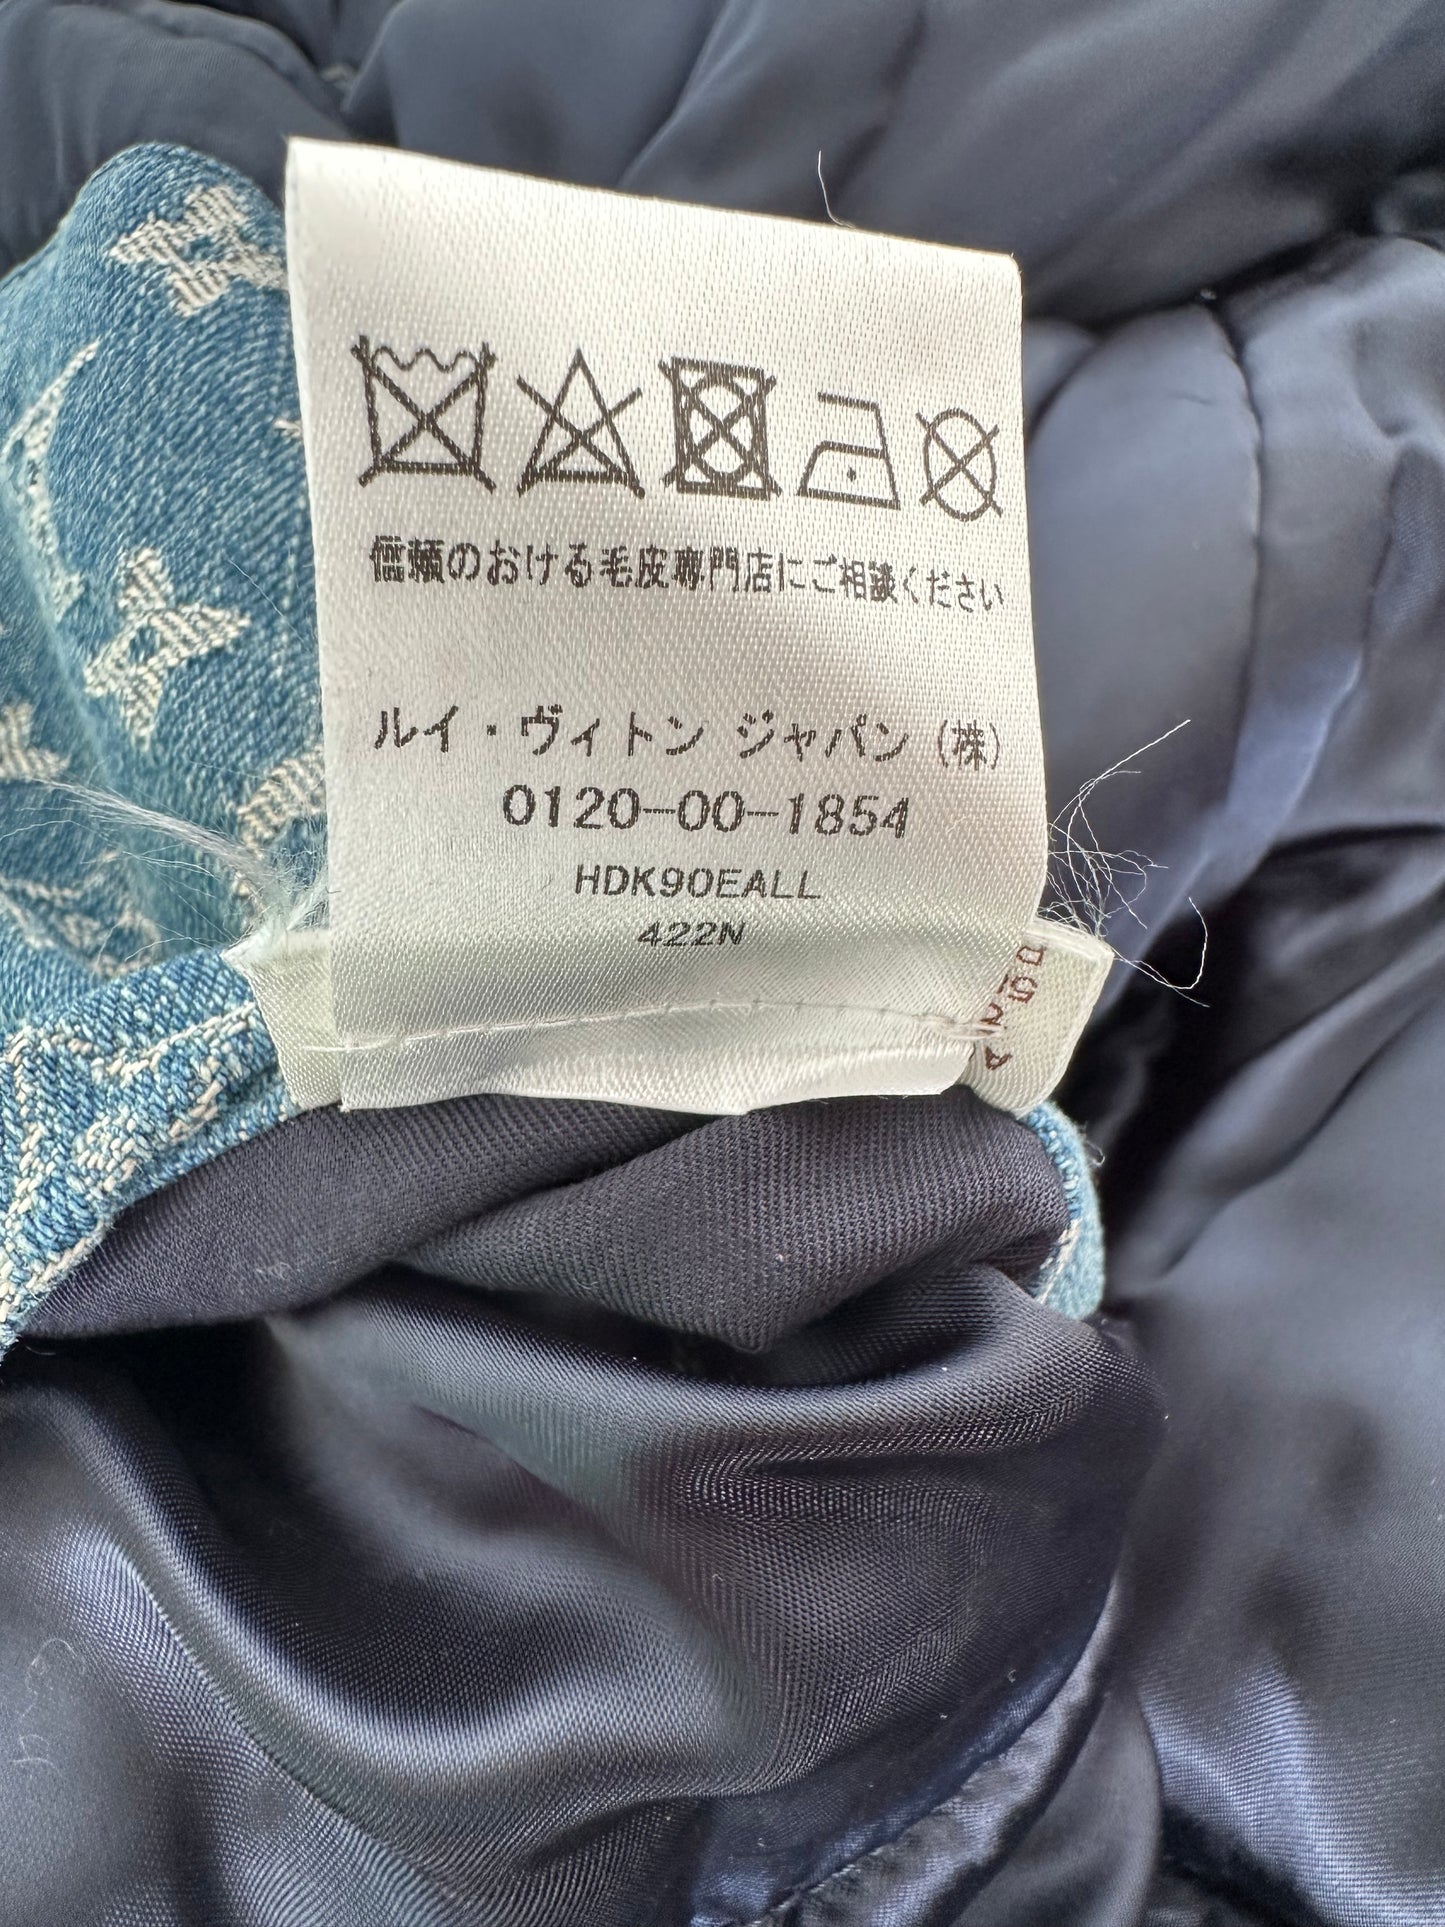 信頼のおける毛皮専門店にご相談ください
ルイ・ヴィトン ジャパン (株)
0120-00-1854
HDK90EALL
422N